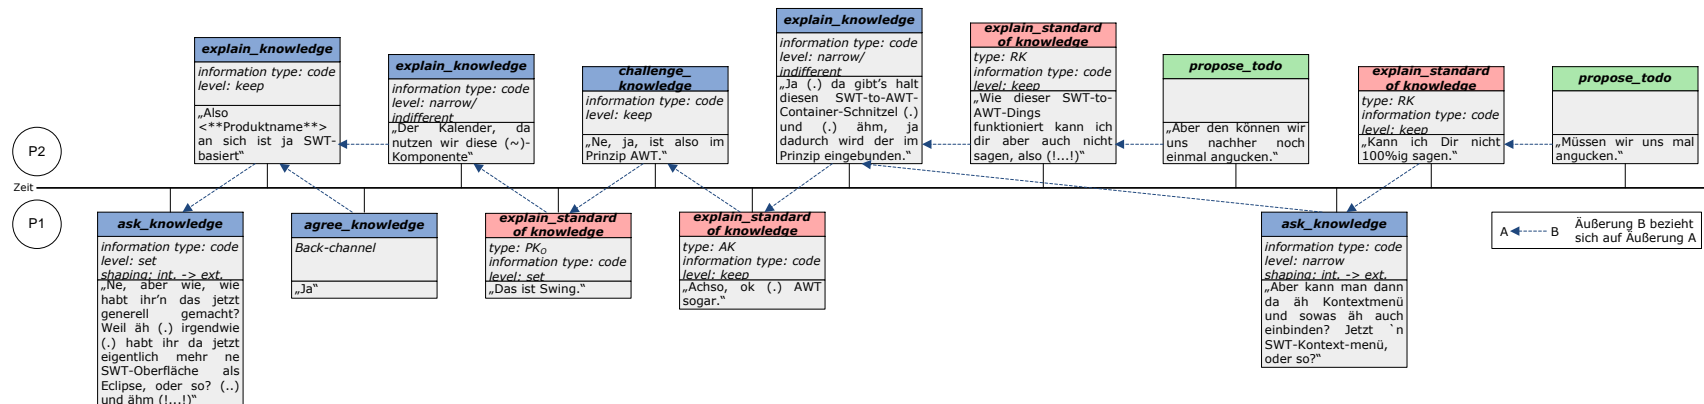 explain_knowledge
information type: code
level: keep
„Also
<**Produktname**>
an sich ist ja SWT-
basiert“
explain_knowledge
information type: code
level: narrow/
indifferent
„Der Kalender, da
nutzen wir diese (~)-
Komponente“
challenge_
knowledge
information type: code
level: keep
„Ne, ja, ist also im
Prinzip AWT.“
explain_knowledge
information type: code
level: narrow/
indifferent
„Ja (.) da gibt's halt
diesen SWT-to-AWT-
Container-Schnitzel (.)
und (.) ähm, ja
dadurch wird der im
Prinzip eingebunden.“
explain_standard
of knowledge
type: RK
information type: code
level: keep
„Wie dieser SWT-to-
AWT-Dings
funktioniert kann ich
dir aber auch nicht
sagen, also (!...!)“
propose_todo
„Aber den können wir
uns nachher noch
einmal angucken.“
explain_standard
of knowledge
type: RK
information type: code
level: keep
„Kann ich Dir nicht
100%ig sagen.“
propose_todo
„Müssen wir uns mal
angucken.“
P2
Zeit
P1
ask_knowledge
information type: code
level: set
shaping: int. -> ext.
„Ne, aber wie, wie
habt ihr'n das jetzt
generell gemacht?
Weil äh (.) irgendwie
(.) habt ihr da jetzt
eigentlich mehr ne
SWT-Oberfläche als
Eclipse, oder so? (..)
und ähm (!...!)“
agree_knowledge
Back-channel
„Ja“
explain_standard
of knowledge
type: PKO
information type: code
level: set
„Das ist Swing.“
explain_standard
of knowledge
type: AK
information type: code
level: keep
„Achso, ok (.) AWT
sogar.“
ask_knowledge
information type: code
level: narrow
shaping: int. -> ext.
„Aber kann man dann
da äh Kontextmenü
und sowas äh auch
einbinden? Jetzt `n
SWT-Kontext-menü,
oder so?“
A B Äußerung B bezieht
sich auf Äußerung A